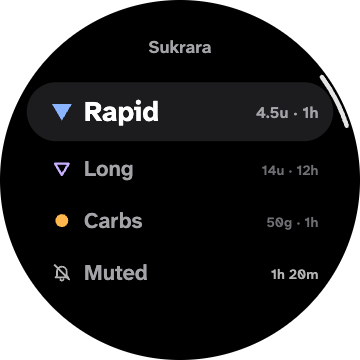 Sukrara
Rapid 4.5u · 1h
Long 14u · 12h
Carbs 50g · 1h
Muted 1h 20m